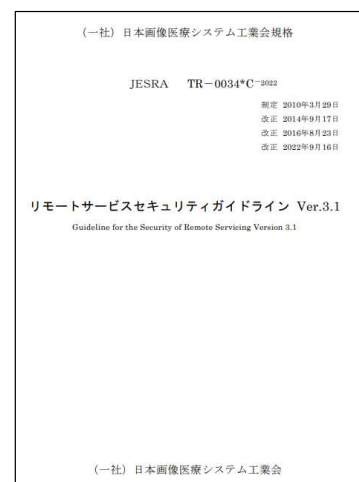 (一社) 日本画像医療システム工業会規格
JESRA TR-0034*C-2022
制定 2010年3月29日
改正 2014年9月17日
改正 2016年8月23日
改正 2022年9月16日
リモートサービスセキュリティガイドライン Ver.3.1
Guideline for the Security of Remote Servicing Version 3.1
(一社) 日本画像医療システム工業会